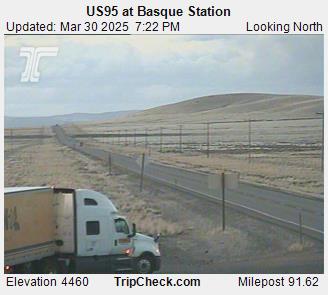 US95 at Basque Station
Updated: Mar 30 2025 7:22 PM Looking North
Elevation 4460 TripCheck.com Milepost 91.62